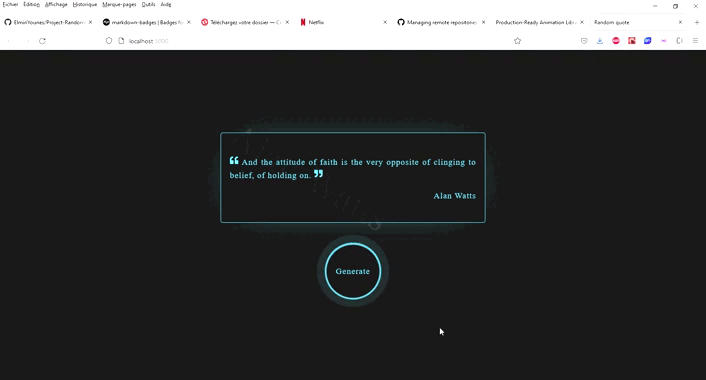 Fichier Édition Affichage Historique Marque-pages Outils Aide
ElminYounes/Project-Random markdown-badges | Badges fo Téléchargez votre dossier — C Netflix Managing remote repositories Production-Ready Animation Libr Random quote
localhost:3000
❝ And the attitude of faith is the very opposite of clinging to
belief, of holding on. ❞
Alan Watts
Generate